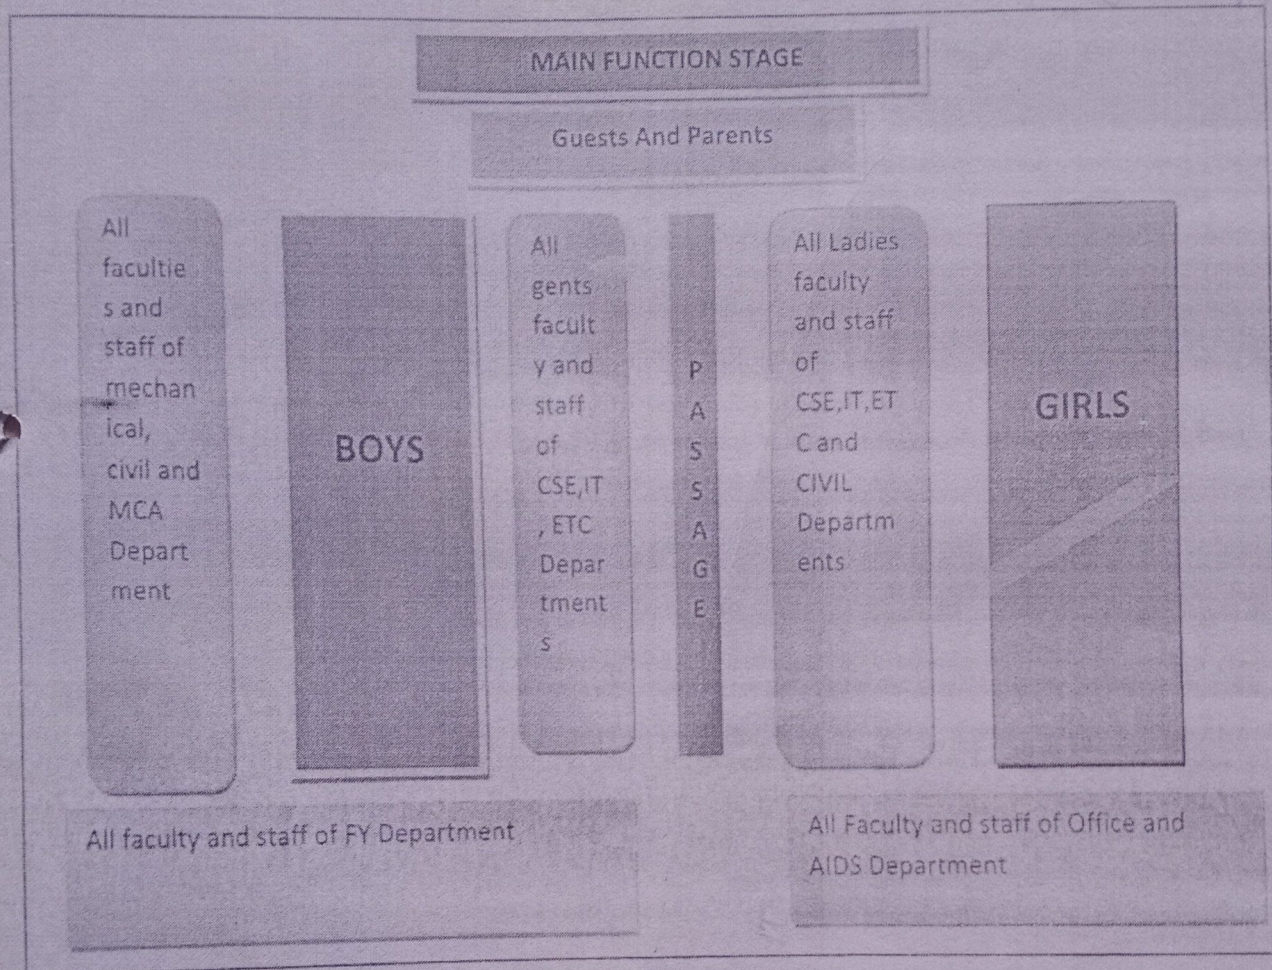 MAIN FUNCTION STAGE
Guests And Parents
All
facultie
s and
staff of
mechan
ical,
civil and
MCA
Depart
ment
BOYS
All
gents
facult
y and
staff
of
CSE,IT
, ETC
Depar
tment
s
P
A
S
S
A
G
E
All Ladies
faculty
and staff
of
CSE,IT,ET
C and
CIVIL
Departm
ents
GIRLS
All faculty and staff of FY Department
All Faculty and staff of Office and
AIDS Department